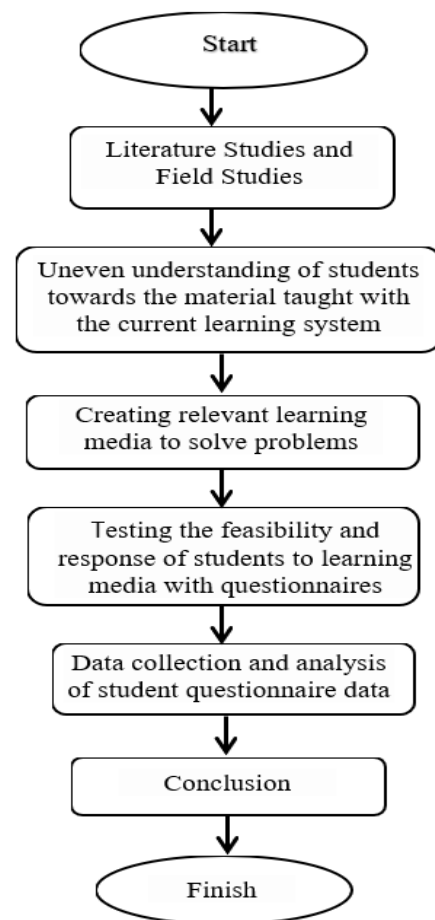 Start
Literature Studies and
Field Studies
Uneven understanding of students
towards the material taught with
the current learning system
Creating relevant learning
media to solve problems
Testing the feasibility and
response of students to learning
media with questionnaires
Data collection and analysis
of student questionnaire data
Conclusion
Finish